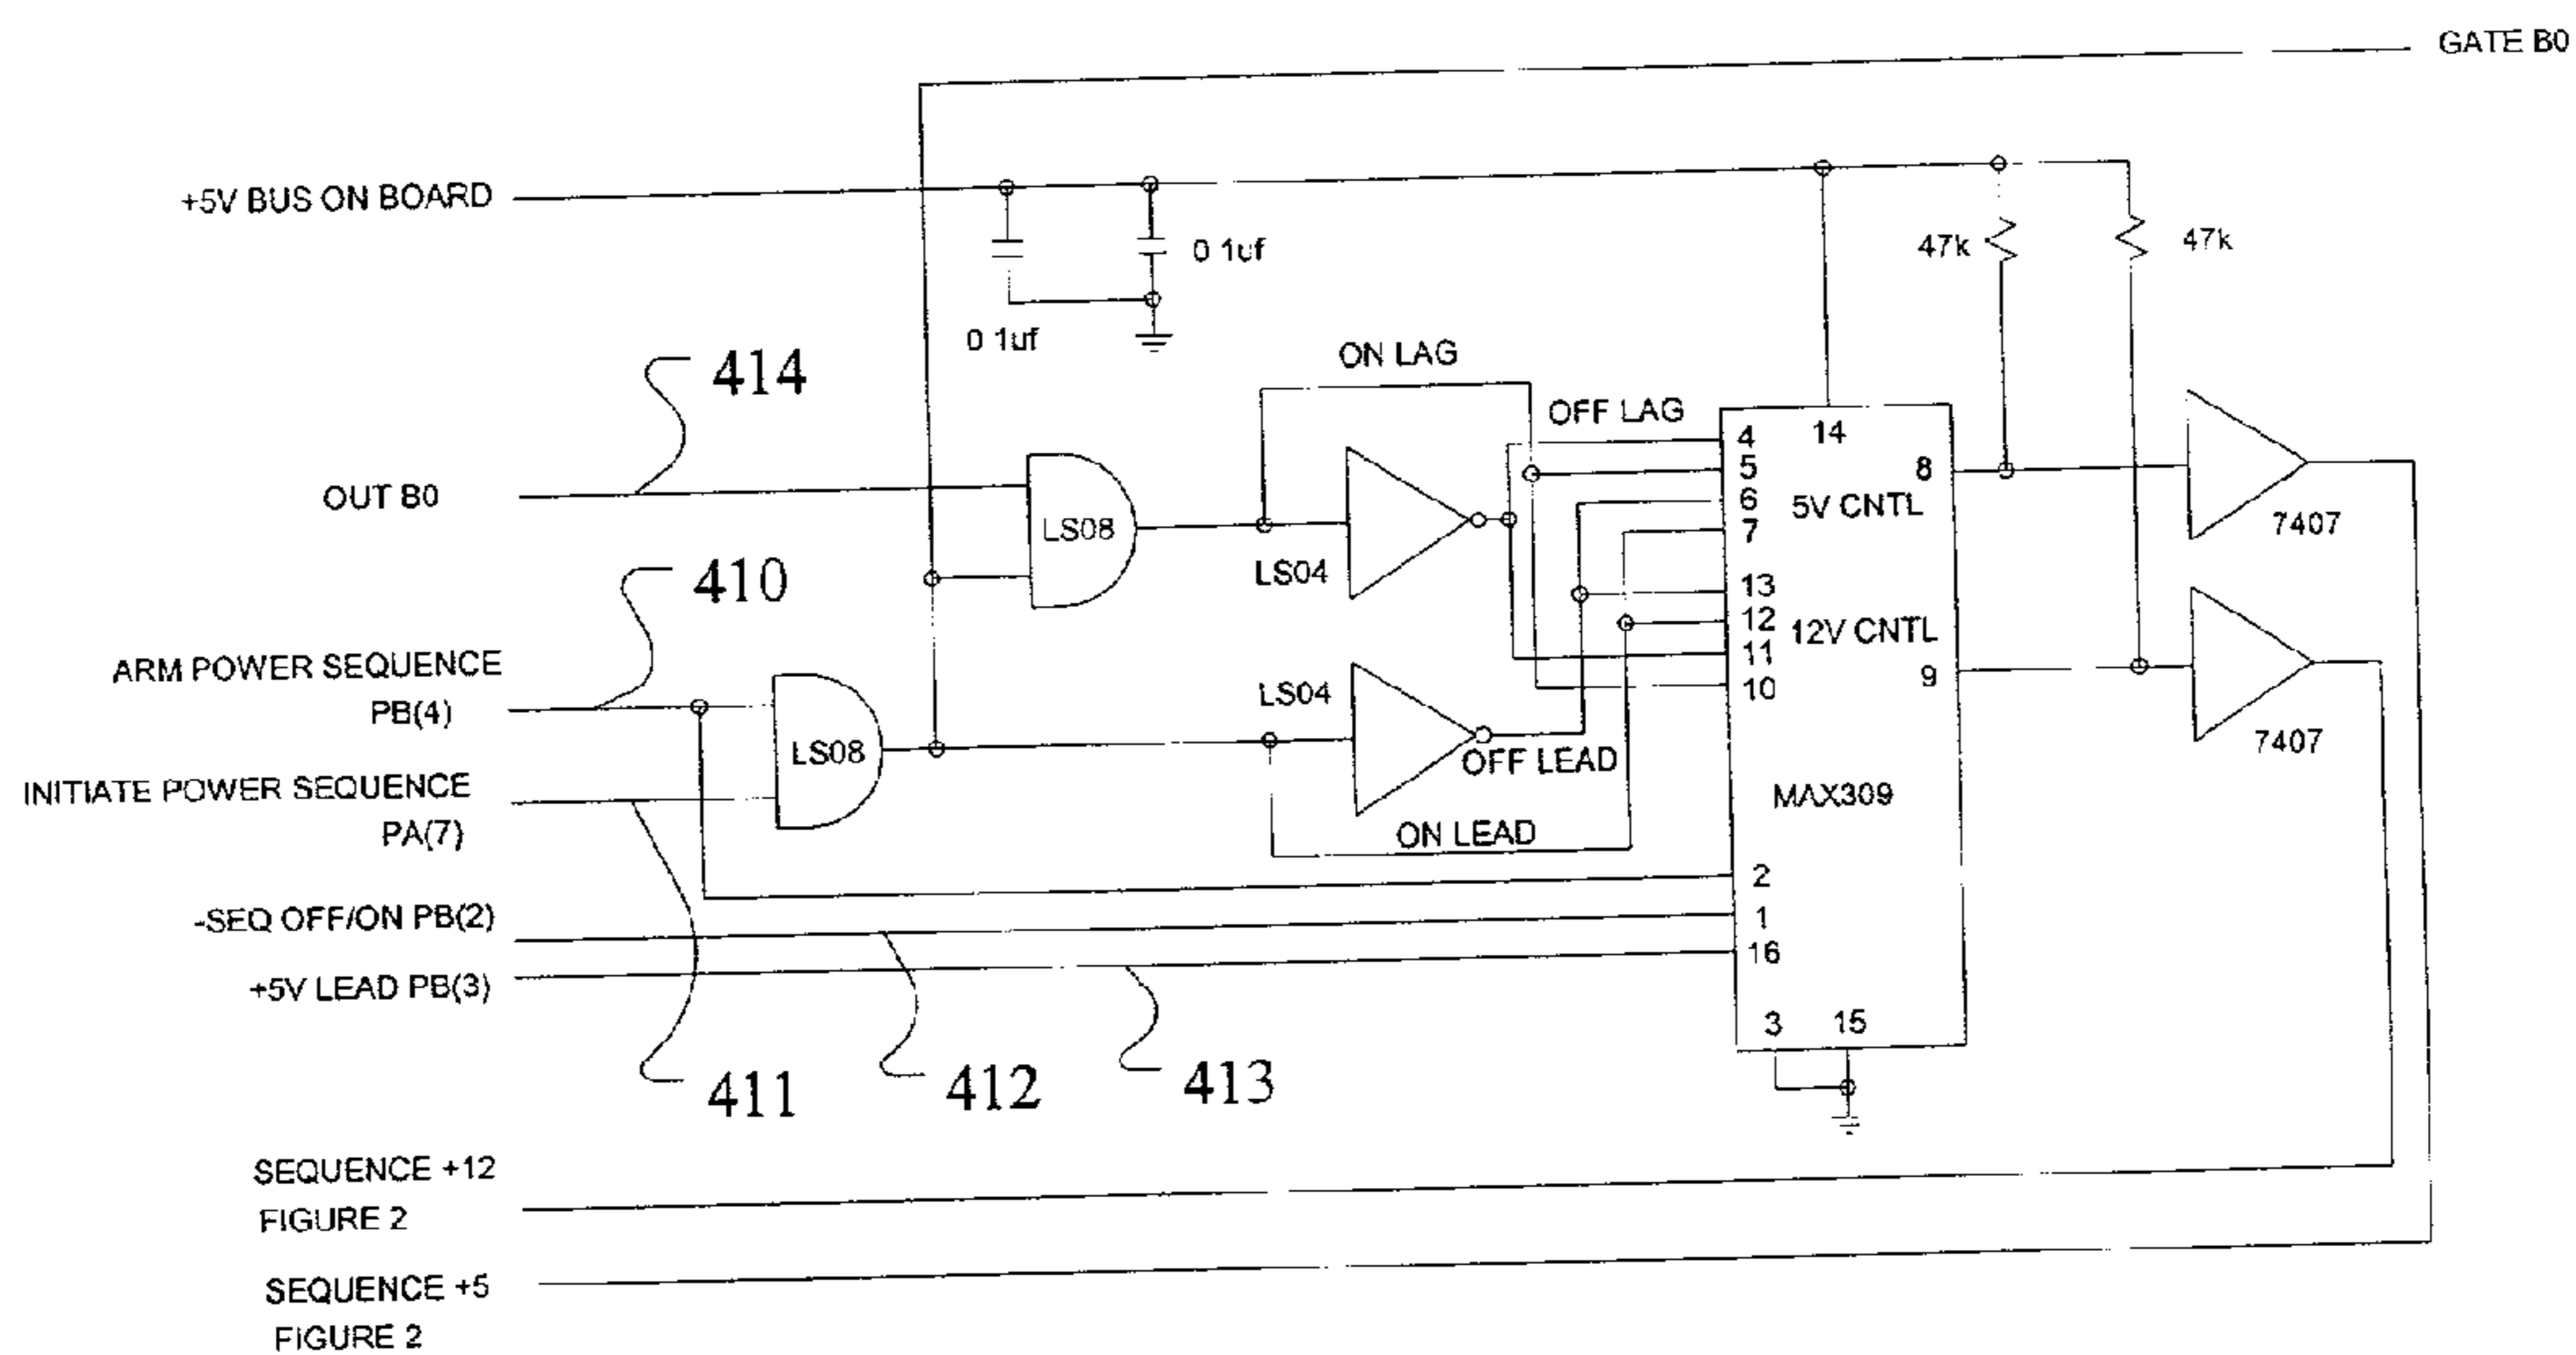 GATE B0
+5V BUS ON BOARD
0 1uf
47k
47k
0 1uf
ON LAG
414
OFF LAG
4
14
5
8
6
5V CNTL
7
7407
OUT B0
LS08
LS04
410
13
12
12V CNTL
11
9
10
ARM POWER SEQUENCE
PB(4)
LS04
LS08
OFF LEAD
7407
INITIATE POWER SEQUENCE
PA(7)
MAX309
ON LEAD
2
-SEQ OFF/ON PB(2)
1
16
+5V LEAD PB(3)
3
15
411
412
413
SEQUENCE +12
FIGURE 2
SEQUENCE +5
FIGURE 2